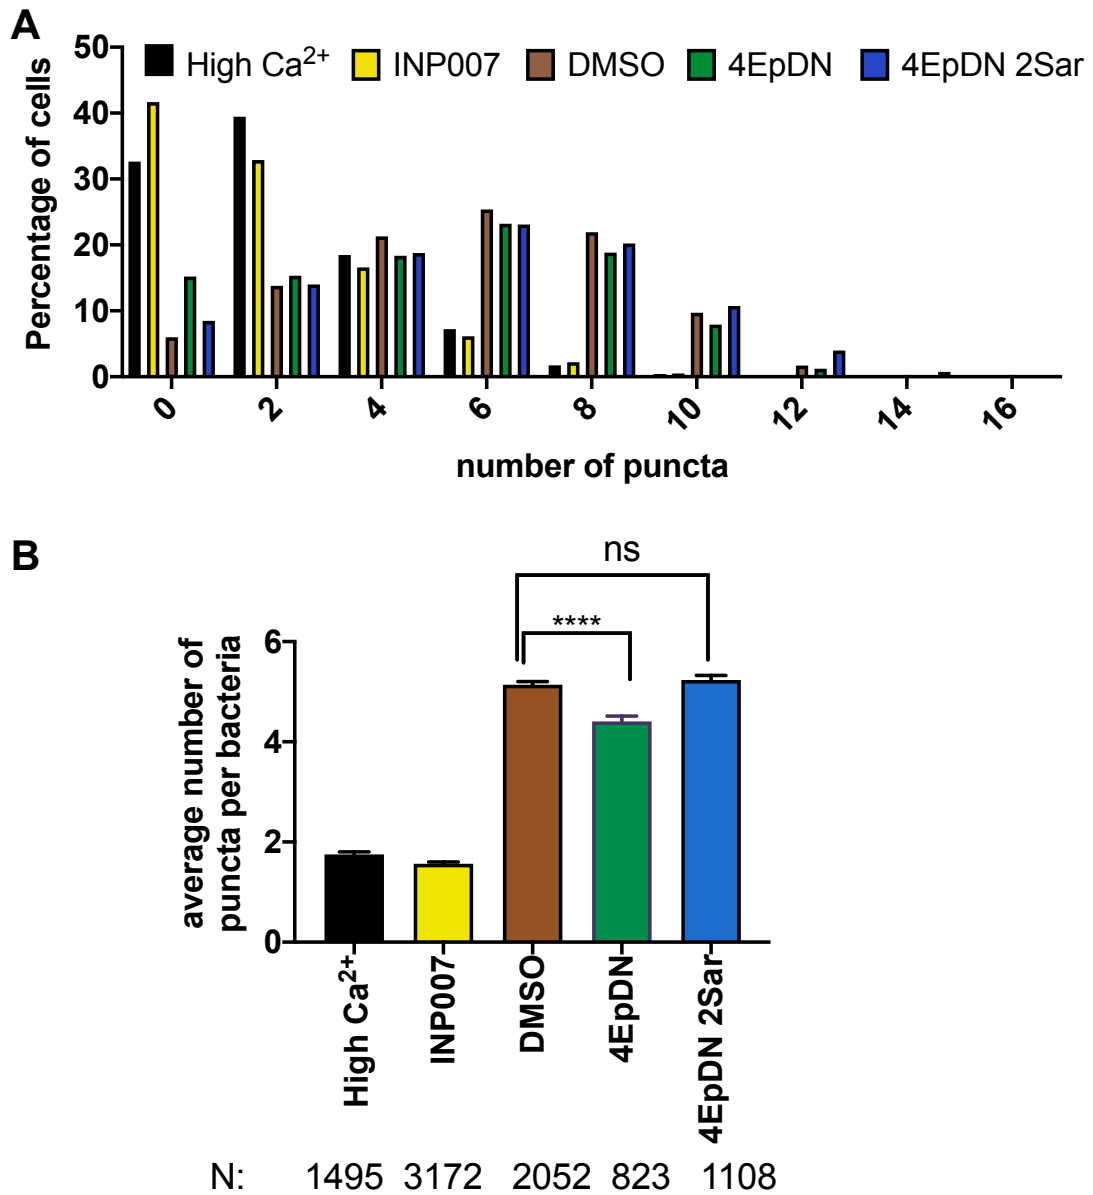 A
High Ca²⁺ INP007 DMSO 4EpDN 4EpDN 2Sar
Percentage of cells
50
40
30
20
10
0
0 2 4 6 8 10 12 14 16
number of puncta
B
ns
****
average number of
puncta per bacteria
6
4
2
0
High Ca²⁺ INP007 DMSO 4EpDN 4EpDN 2Sar
N: 1495 3172 2052 823 1108